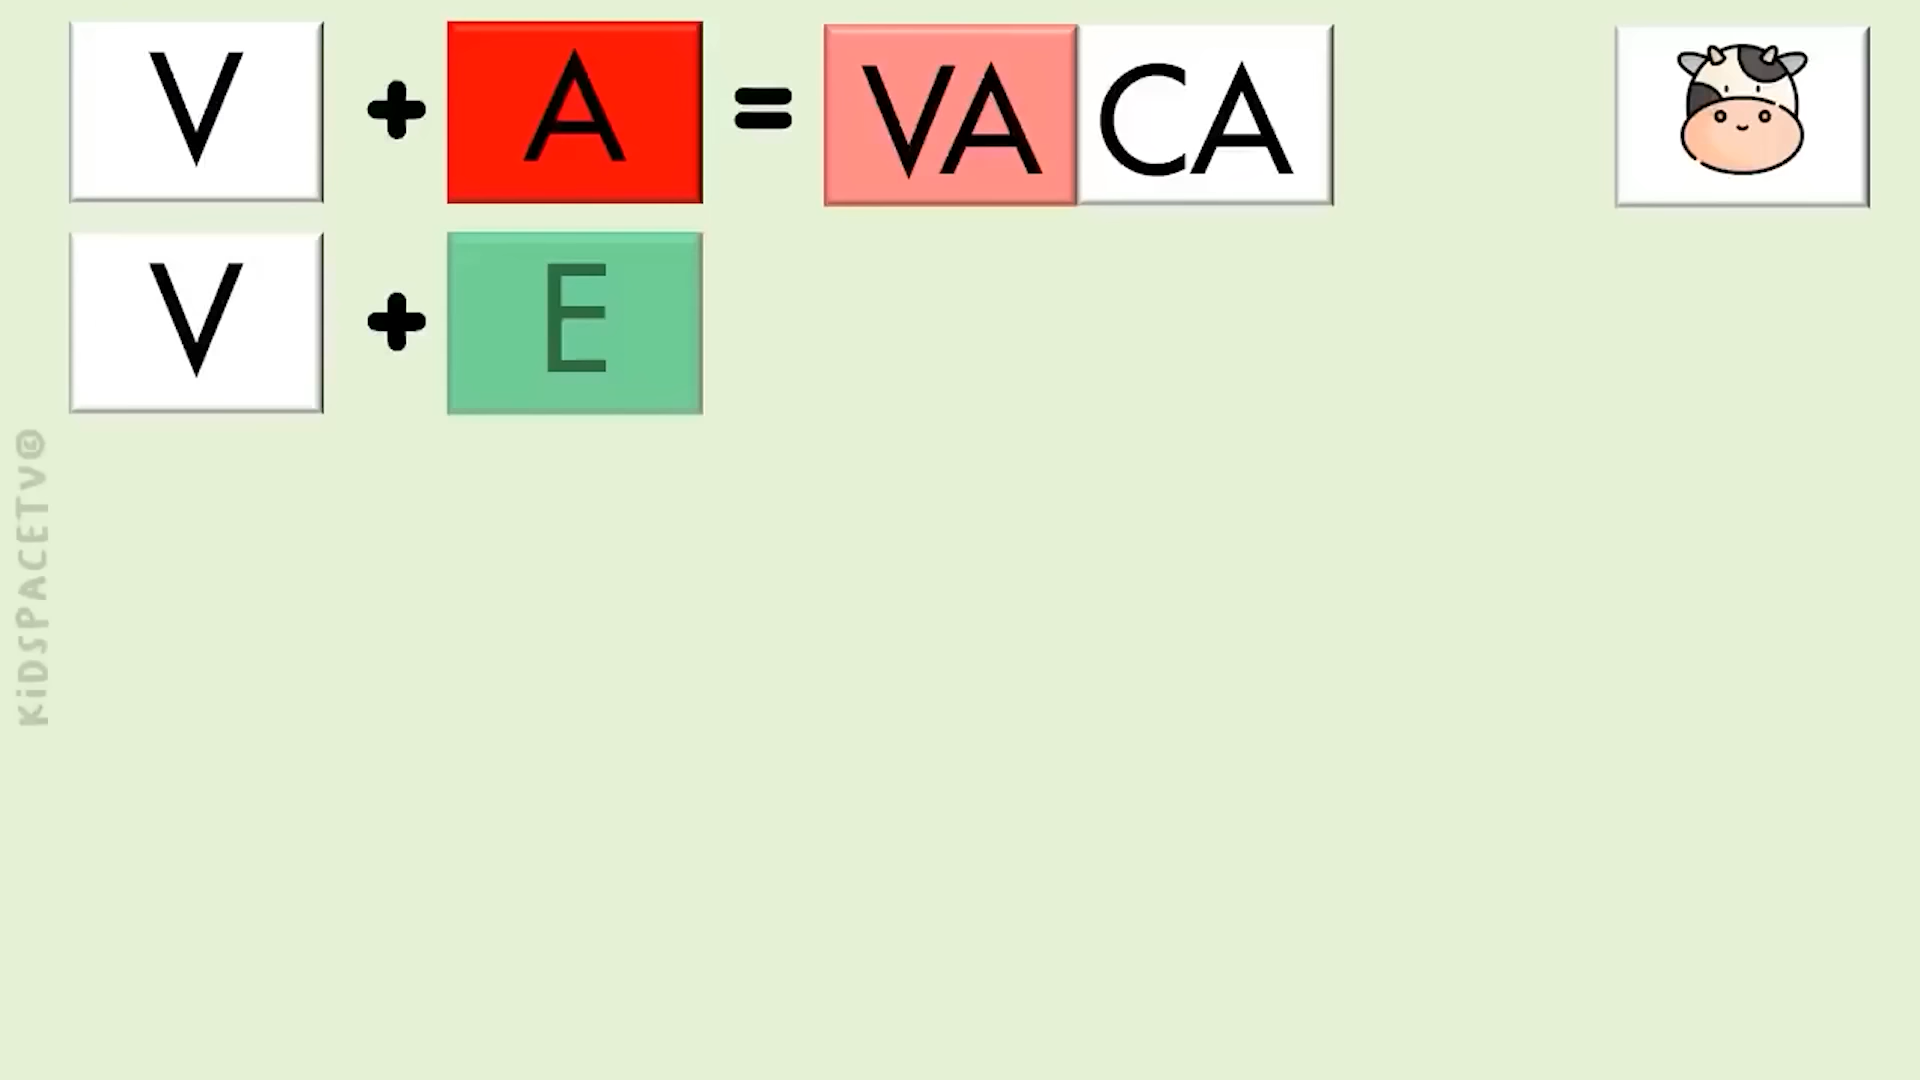 V + A = VACA
V + E
KiDSPACETV©